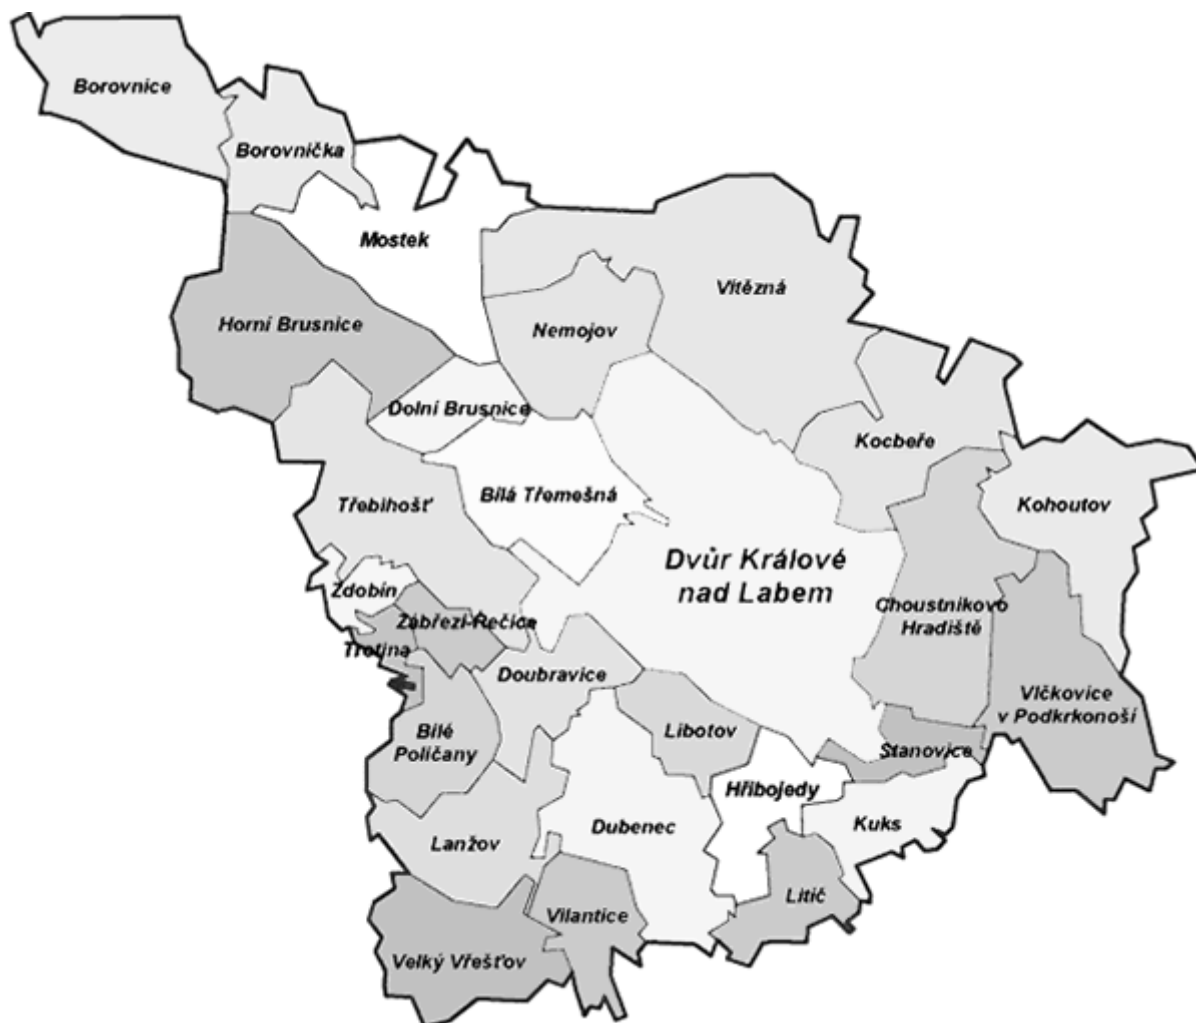 Borovnice
Borovnička
Mostek
Vítězná
Horní Brusnice
Nemojov
Dolní Brusnice
Kocbeře
Třebihošť
Bílá Třemešná
Kohoutov
Dvůr Králové
nad Labem
Zdobín
Choustníkovo
Hradiště
Zábřezí-Řečice
Trotina
Doubravice
Vlčkovice
v Podkrkonoší
Bílé
Poličany
Libotov
Stanovice
Hřibojedy
Dubenec
Kuks
Lanžov
Litíč
Vilantice
Velký Vřešťov